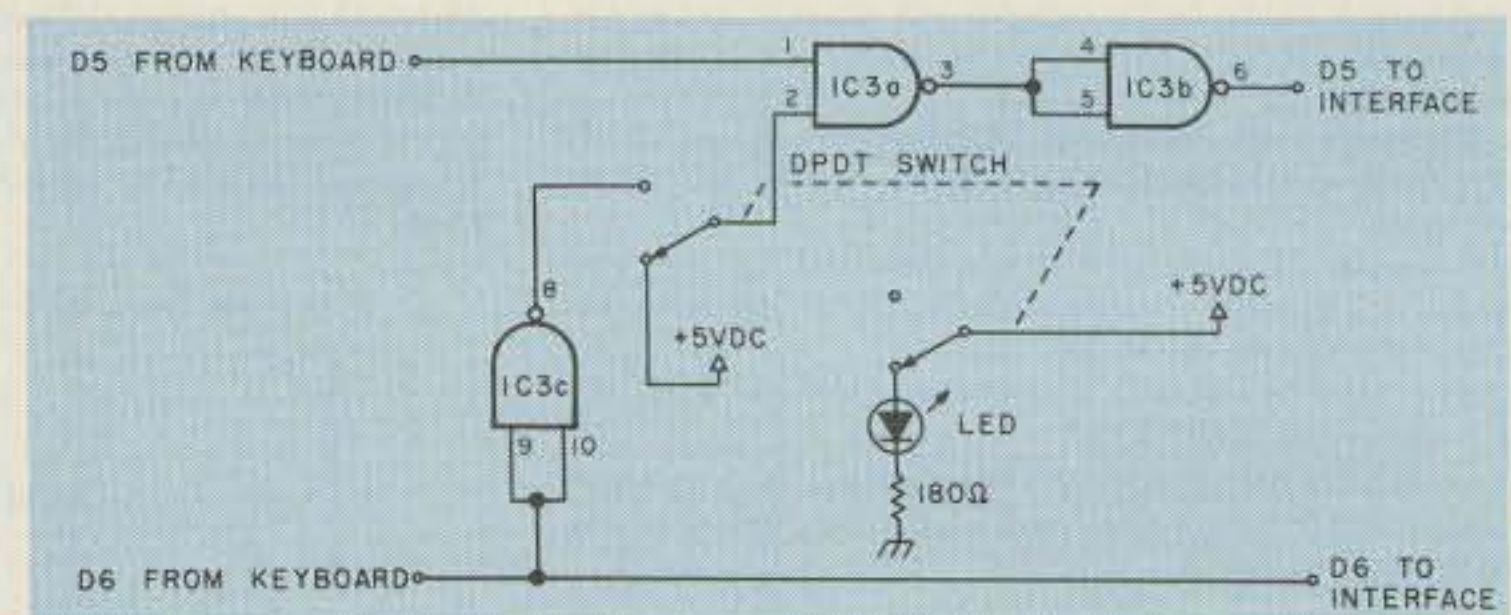 D5 FROM KEYBOARD
1
2
IC3a
3
4
5
IC3b
6
D5 TO
INTERFACE
DPDT SWITCH
8
IC3c
9 10
+5VDC
+5VDC
LED
180Ω
D6 FROM KEYBOARD
D6 TO
INTERFACE